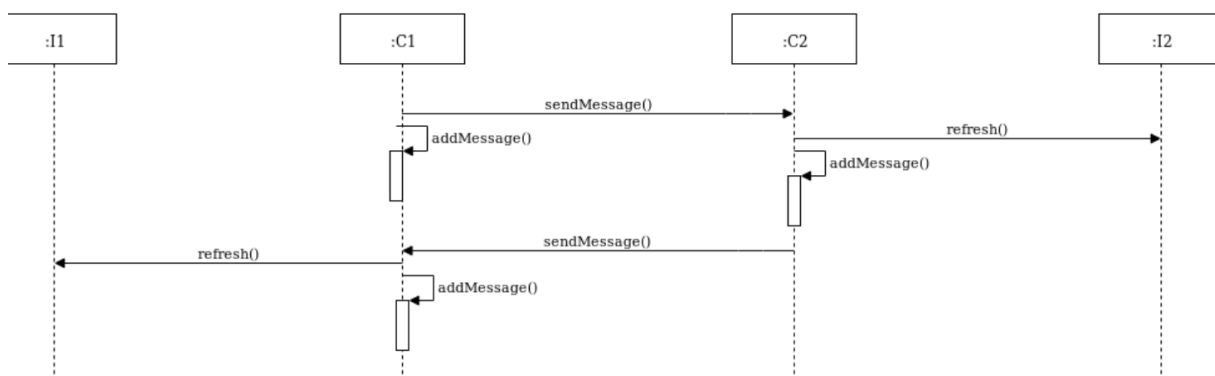 :I1
:C1
:C2
:I2
sendMessage()
addMessage()
refresh()
addMessage()
sendMessage()
refresh()
addMessage()